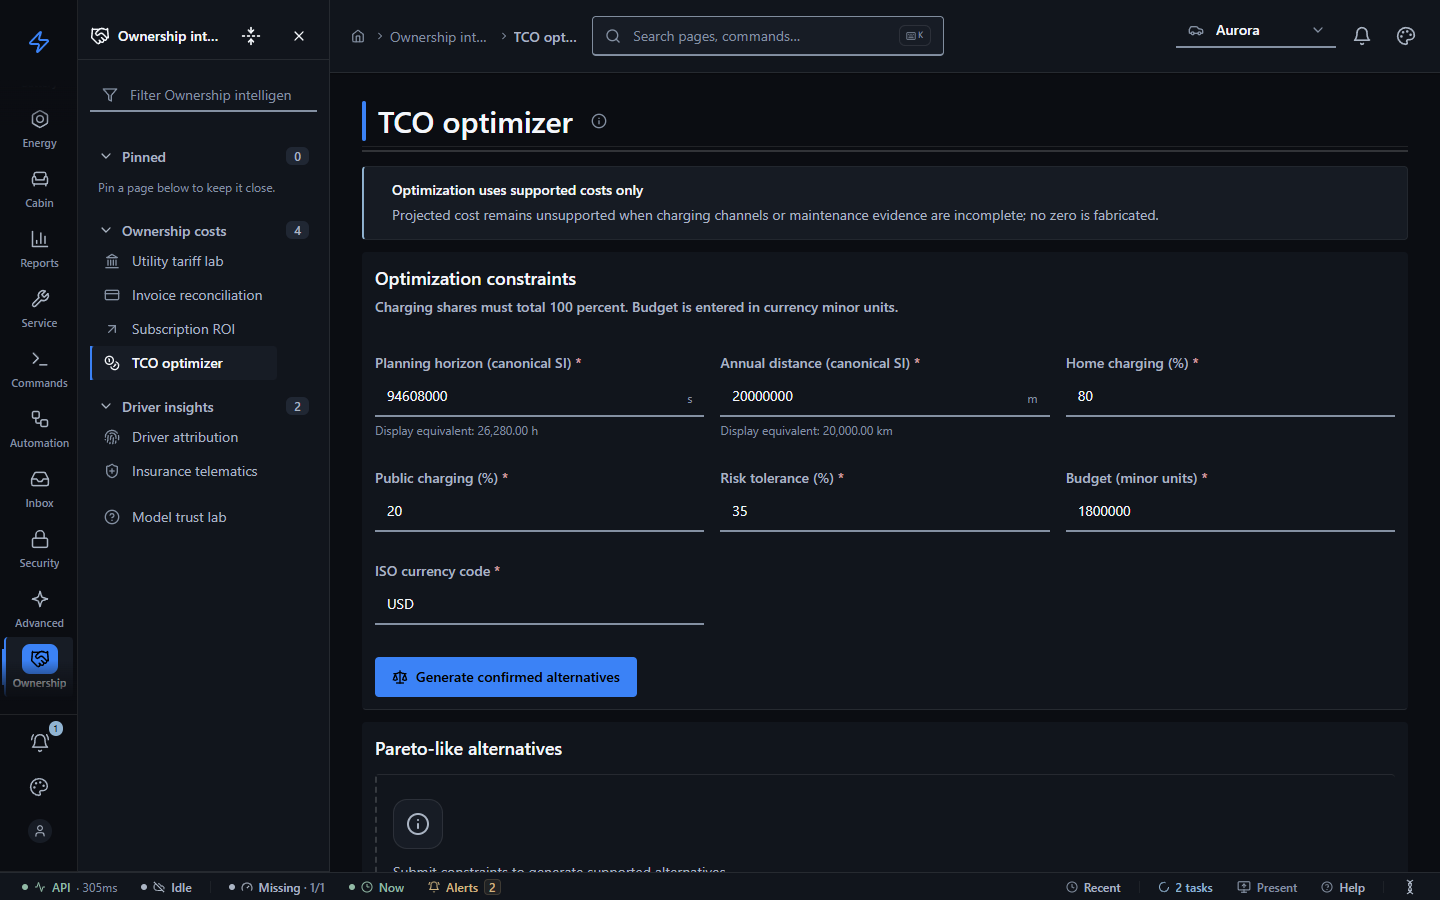 Ownership int...
Ownership int...
TCO opt...
Search pages, commands...
K
Aurora
Energy
Cabin
Reports
Service
Commands
Automation
Inbox
Security
Advanced
Ownership
1
Filter Ownership intelligen
Pinned
0
Pin a page below to keep it close.
Ownership costs
4
Utility tariff lab
Invoice reconciliation
Subscription ROI
TCO optimizer
Driver insights
2
Driver attribution
Insurance telematics
Model trust lab
TCO optimizer
Optimization uses supported costs only
Projected cost remains unsupported when charging channels or maintenance evidence are incomplete; no zero is fabricated.
Optimization constraints
Charging shares must total 100 percent. Budget is entered in currency minor units.
Planning horizon (canonical SI) *
94608000
s
Display equivalent: 26,280.00 h
Annual distance (canonical SI) *
20000000
m
Display equivalent: 20,000.00 km
Home charging (%) *
80
Public charging (%) *
20
Risk tolerance (%) *
35
Budget (minor units) *
1800000
ISO currency code *
USD
Generate confirmed alternatives
Pareto-like alternatives
Submit constraints to generate supported alternatives
API · 305ms
Idle
Missing · 1/1
Now
Alerts 2
Recent
2 tasks
Present
Help